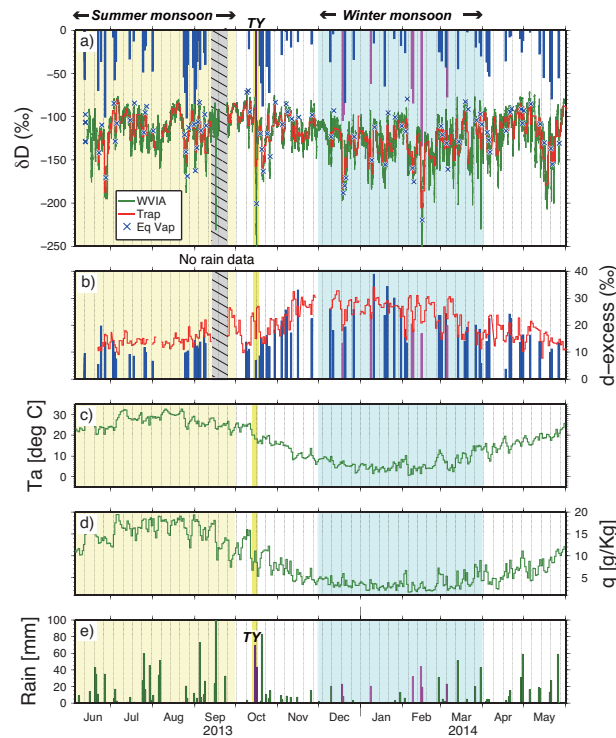 Summer monsoon
TY
Winter monsoon
a)
0
−50
−100
−150
−200
−250
δD (‰)
WVIA
Trap
Eq Vap
No rain data
b)
40
30
20
10
0
d−excess (‰)
c)
30
20
10
0
Ta [deg C]
d)
20
15
10
5
q [g/Kg]
e)
TY
100
80
60
40
20
0
Rain [mm]
Jun Jul Aug Sep Oct Nov Dec Jan Feb Mar Apr May
2013 2014